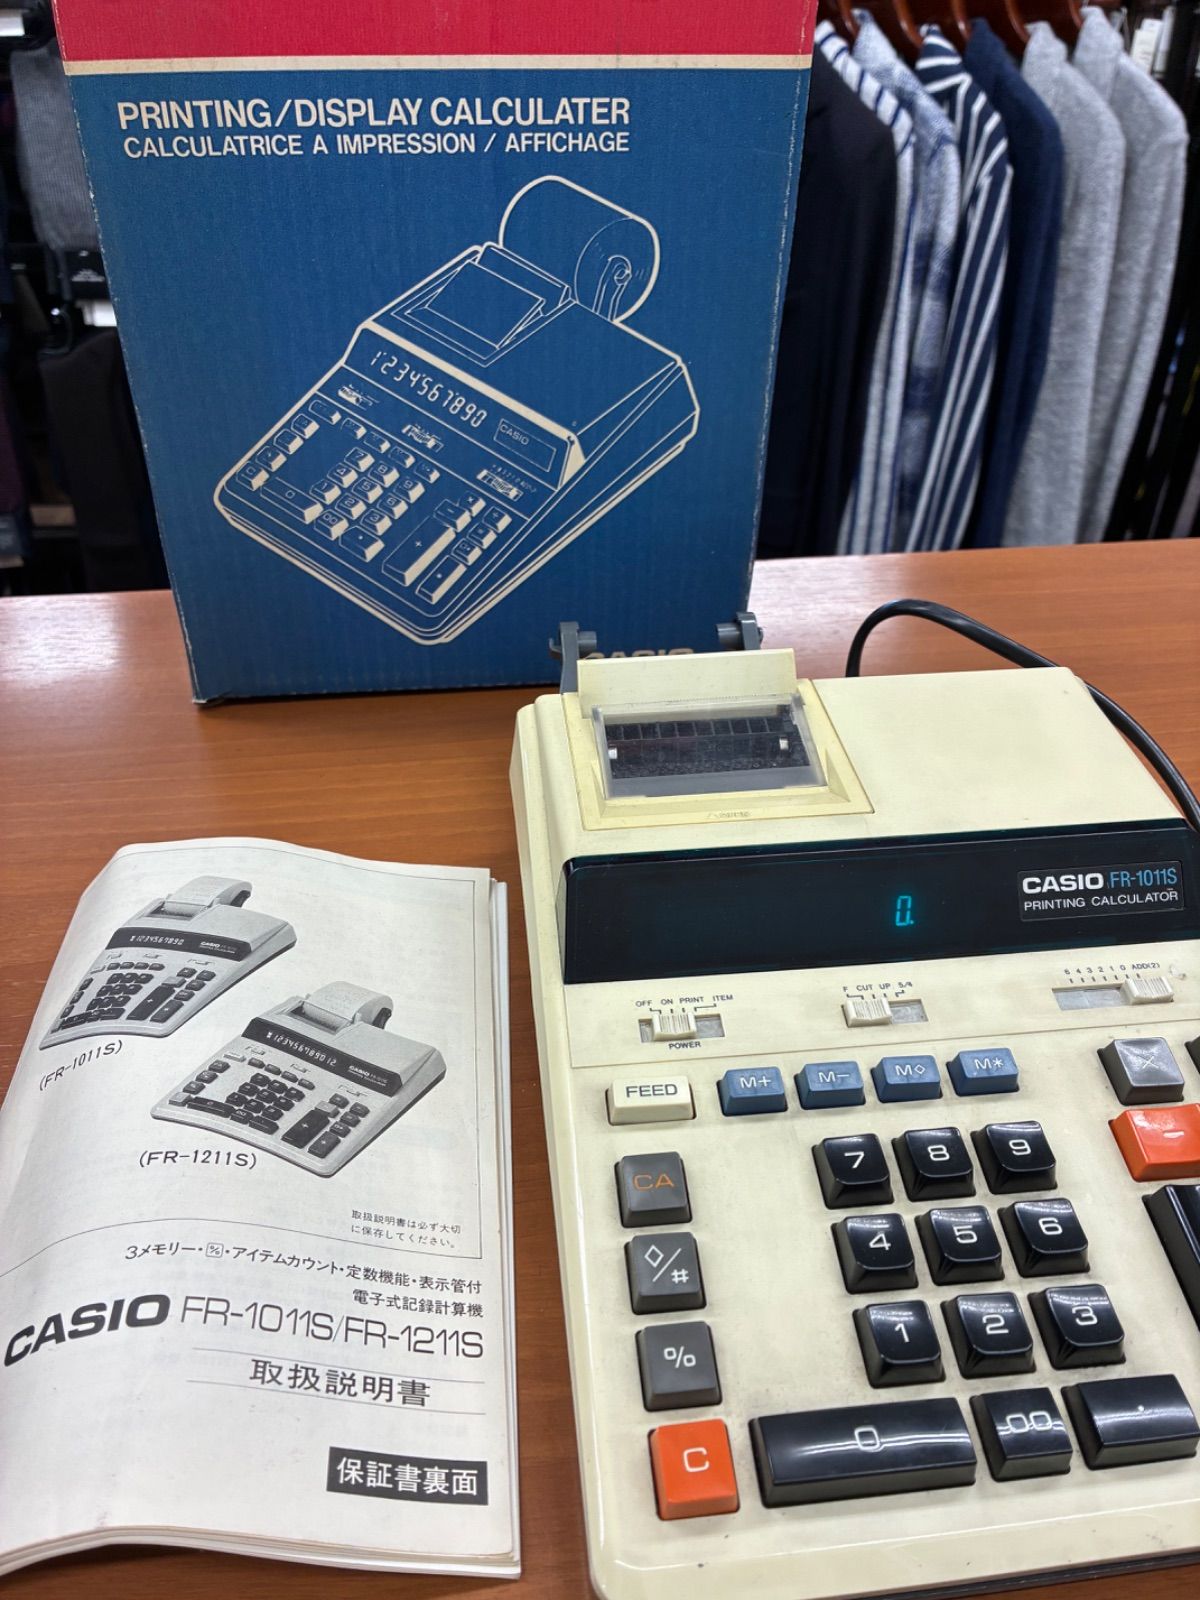 PRINTING/DISPLAY CALCULATER
CALCULATRICE A IMPRESSION / AFFICHAGE
1'234'567'890
CASIO
CASIO
CASIO FR-1011S
PRINTING CALCULATOR
0.
OFF ON PRINT ITEM
POWER
F CUT UP 5/4
6 4 3 2 1 0 ADD(2)
FEED M+ M- M◇ M* ×
CA 7 8 9 -
◇/# 4 5 6
% 1 2 3
C 0 00 .
(FR-1011S)
(FR-1211S)
取扱説明書は必ず大切
に保存してください。
3メモリー・%・アイテムカウント・定数機能・表示管付
電子式記録計算機
CASIO FR-1011S/FR-1211S
取扱説明書
保証書裏面